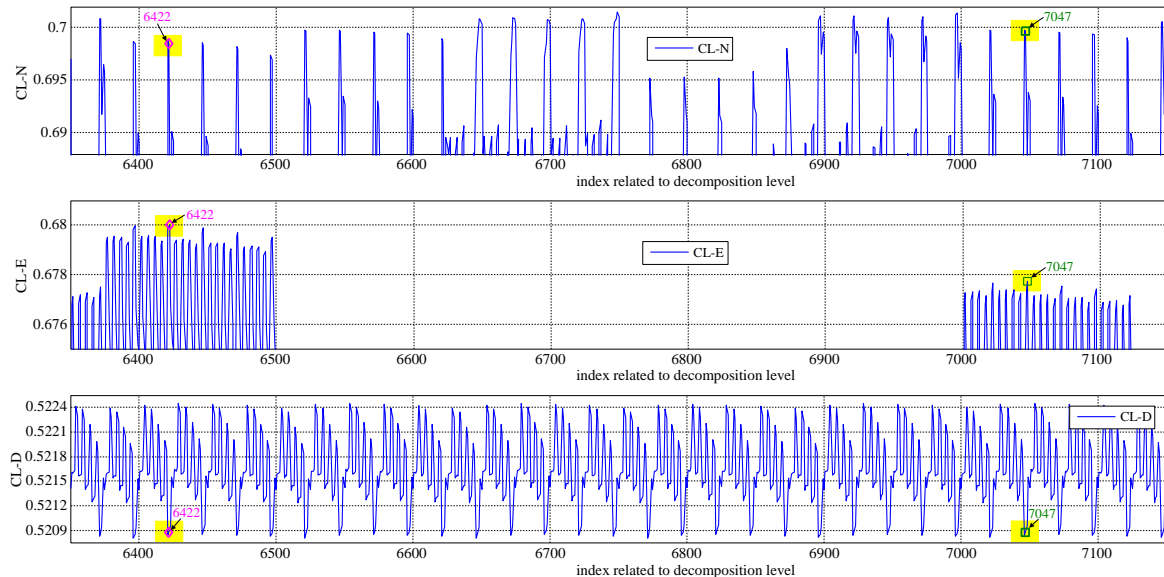 6422
7047
0.7
0.695
0.69
CL-N
CL-N
6400 6500 6600 6700 6800 6900 7000 7100
index related to decomposition level
6422
7047
0.68
0.678
0.676
CL-E
CL-E
6400 6500 6600 6700 6800 6900 7000 7100
index related to decomposition level
0.5224
0.5221
0.5218
0.5215
0.5212
0.5209
CL-D
CL-D
6422
7047
6400 6500 6600 6700 6800 6900 7000 7100
index related to decomposition level